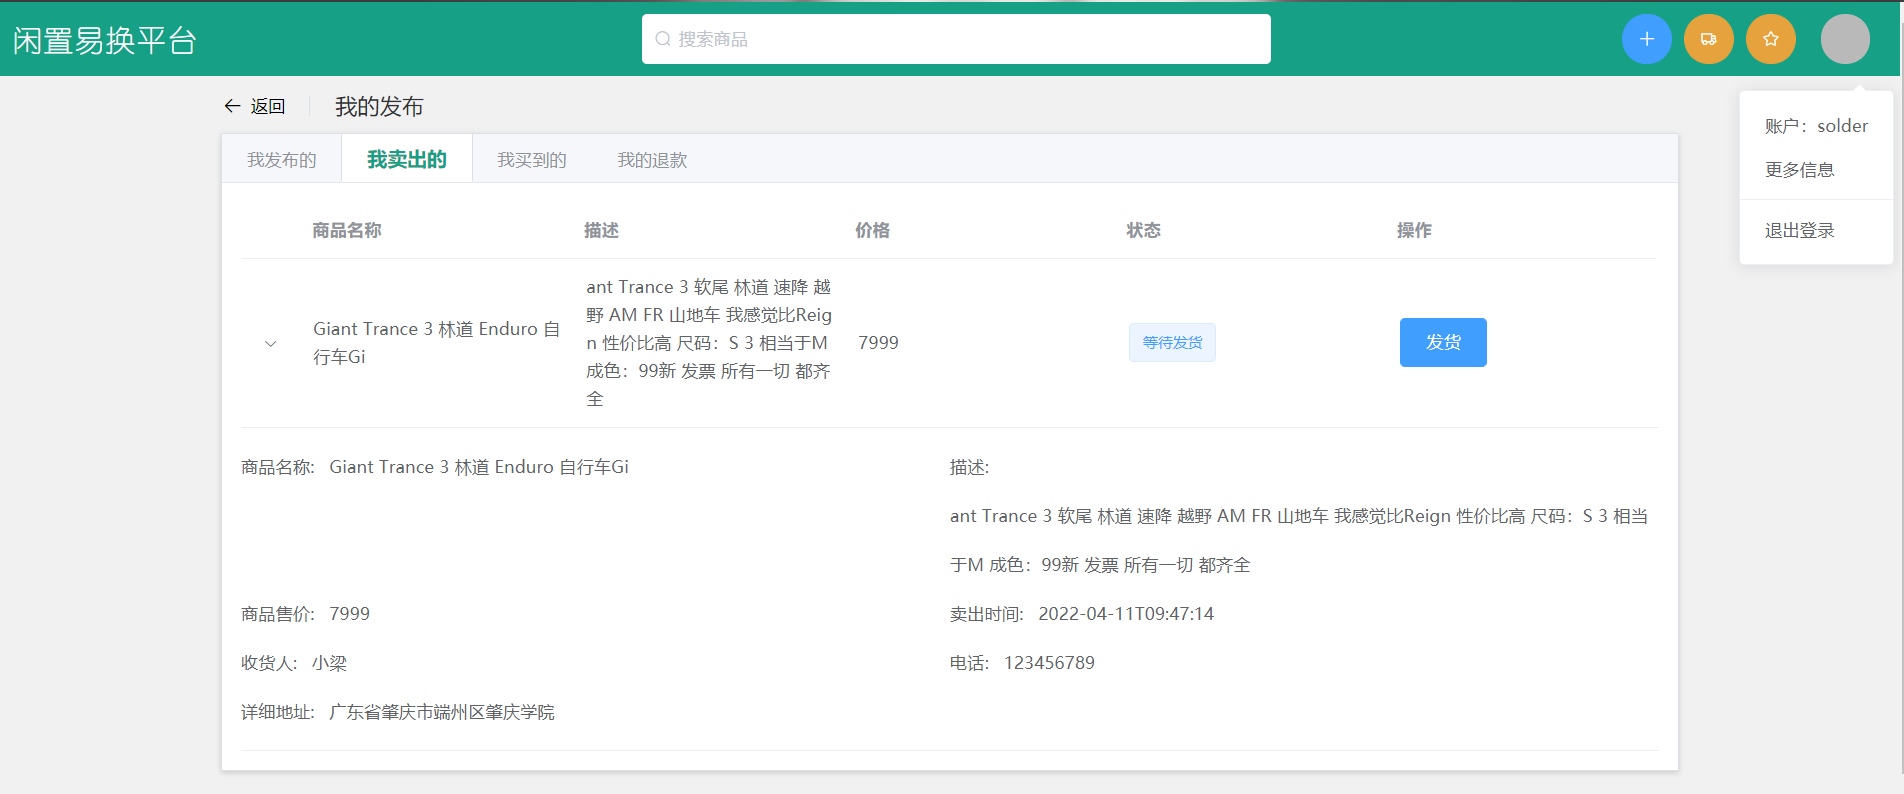 闲置易换平台
搜索商品
返回 我的发布
账户：solder
更多信息
退出登录
我发布的 我卖出的 我买到的 我的退款
商品名称 描述 价格 状态 操作
Giant Trance 3 林道 Enduro 自
行车Gi
ant Trance 3 软尾 林道 速降 越
野 AM FR 山地车 我感觉比Reig
n 性价比高 尺码：S 3 相当于M
成色：99新 发票 所有一切 都齐
全
7999
等待发货
发货
商品名称: Giant Trance 3 林道 Enduro 自行车Gi
描述:
ant Trance 3 软尾 林道 速降 越野 AM FR 山地车 我感觉比Reign 性价比高 尺码：S 3 相当
于M 成色：99新 发票 所有一切 都齐全
商品售价: 7999
卖出时间: 2022-04-11T09:47:14
收货人: 小梁
电话: 123456789
详细地址: 广东省肇庆市端州区肇庆学院